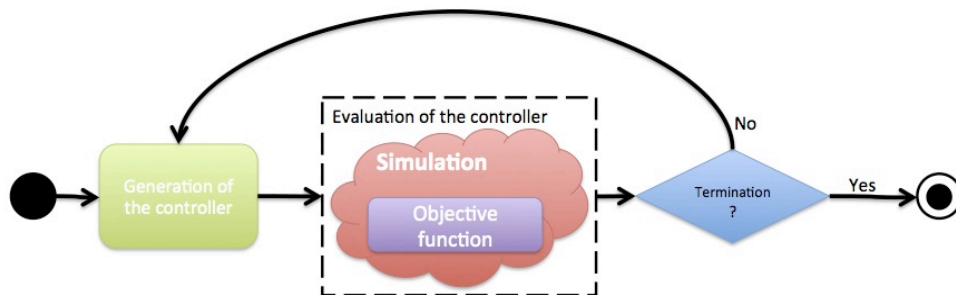 No
Evaluation of the controller
Simulation
Generation of
the controller
Objective
function
Termination
?
Yes